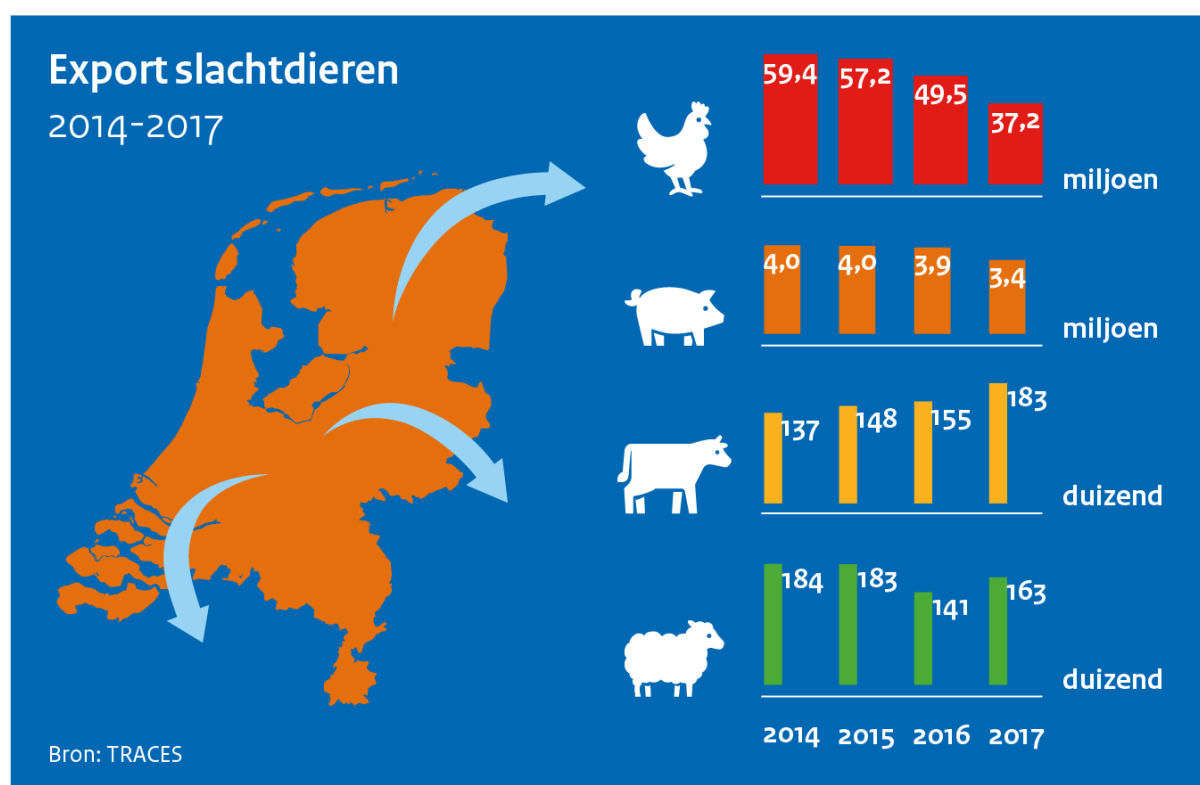 Export slachtdieren
2014-2017
59,4 57,2 49,5 37,2
miljoen
4,0 4,0 3,9 3,4
miljoen
137 148 155 183
duizend
184 183 141 163
duizend
2014 2015 2016 2017
Bron: TRACES